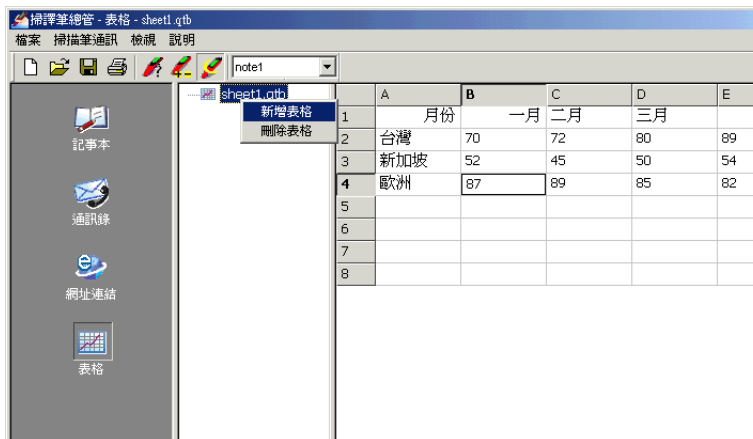 掃譯筆總管 - 表格 - sheet1.qtb
檔案 掃描筆通訊 檢視 說明
note1
sheet1.qtb
新增表格
刪除表格
記事本
通訊錄
網址連結
表格
A B C D E
1 月份 一月 二月 三月
2 台灣 70 72 80 89
3 新加坡 52 45 50 54
4 歐洲 87 89 85 82
5
6
7
8